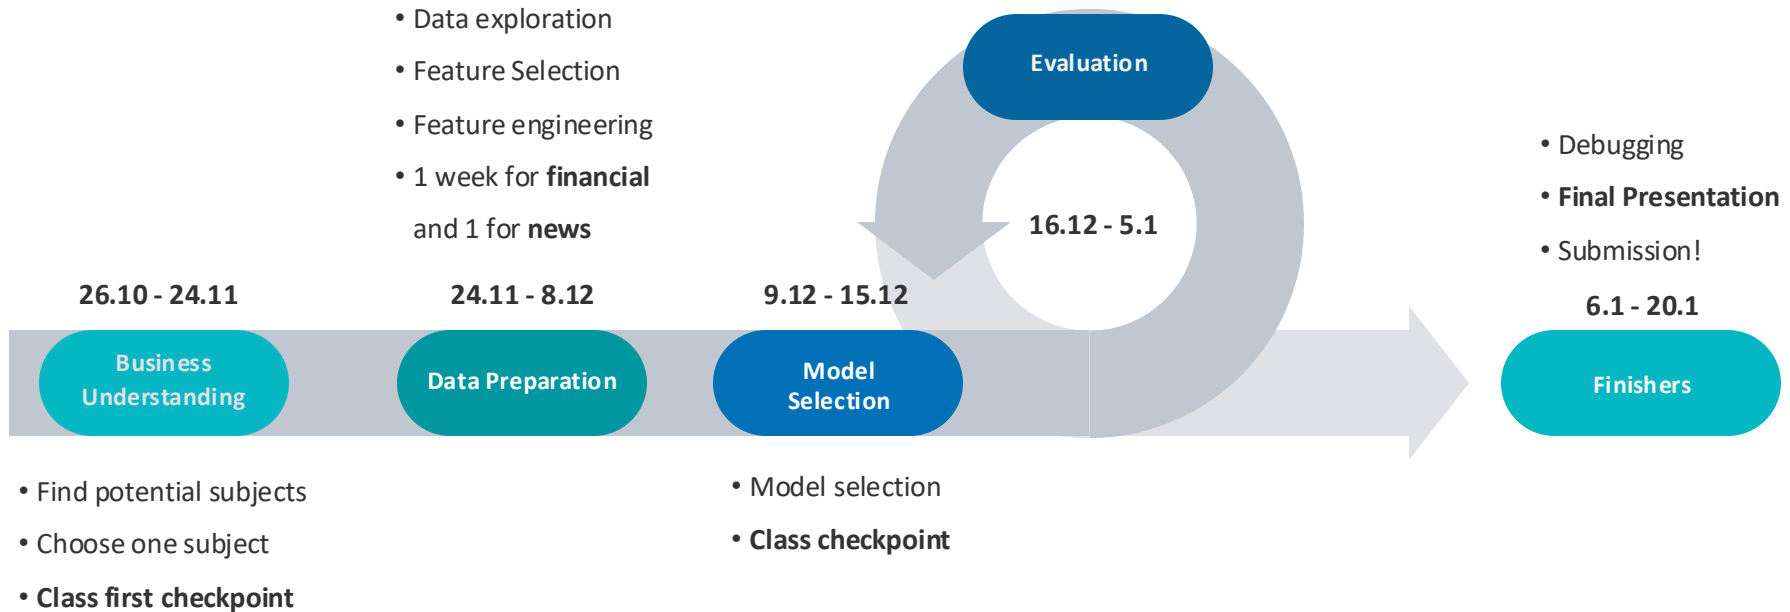 • Data exploration
• Feature Selection
• Feature engineering
• 1 week for financial
and 1 for news
Evaluation
16.12 - 5.1
• Debugging
• Final Presentation
• Submission!
26.10 - 24.11
24.11 - 8.12
9.12 - 15.12
6.1 - 20.1
Business
Understanding
Data Preparation
Model
Selection
Finishers
• Find potential subjects
• Choose one subject
• Class first checkpoint
• Model selection
• Class checkpoint